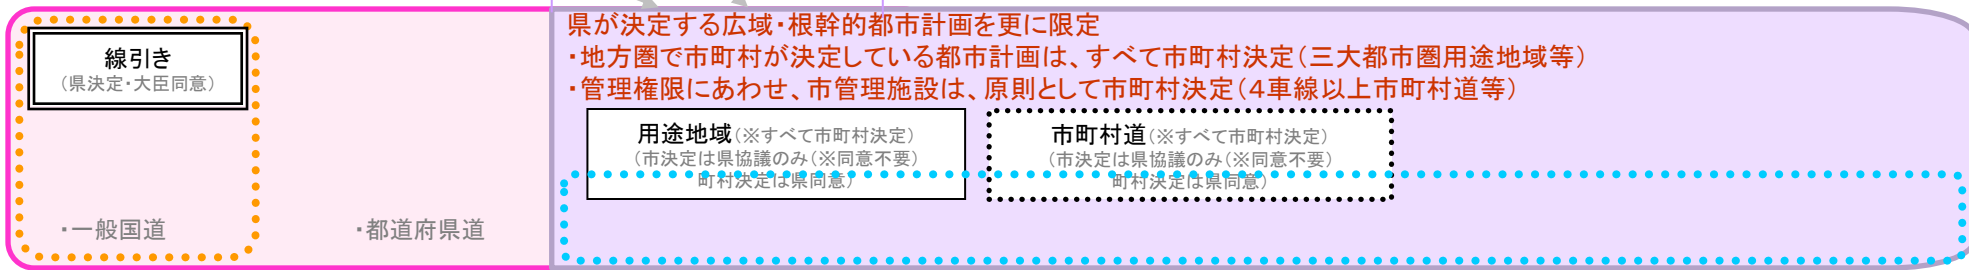 線引き
（県決定・大臣同意）
・一般国道
・都道府県道
県が決定する広域・根幹的都市計画を更に限定
・地方圏で市町村が決定している都市計画は、すべて市町村決定（三大都市圏用途地域等）
・管理権限にあわせ、市管理施設は、原則として市町村決定（４車線以上市町村道等）
用途地域（※すべて市町村決定）
（市決定は県協議のみ（※同意不要）
町村決定は県同意）
市町村道（※すべて市町村決定）
（市決定は県協議のみ（※同意不要）
町村決定は県同意）